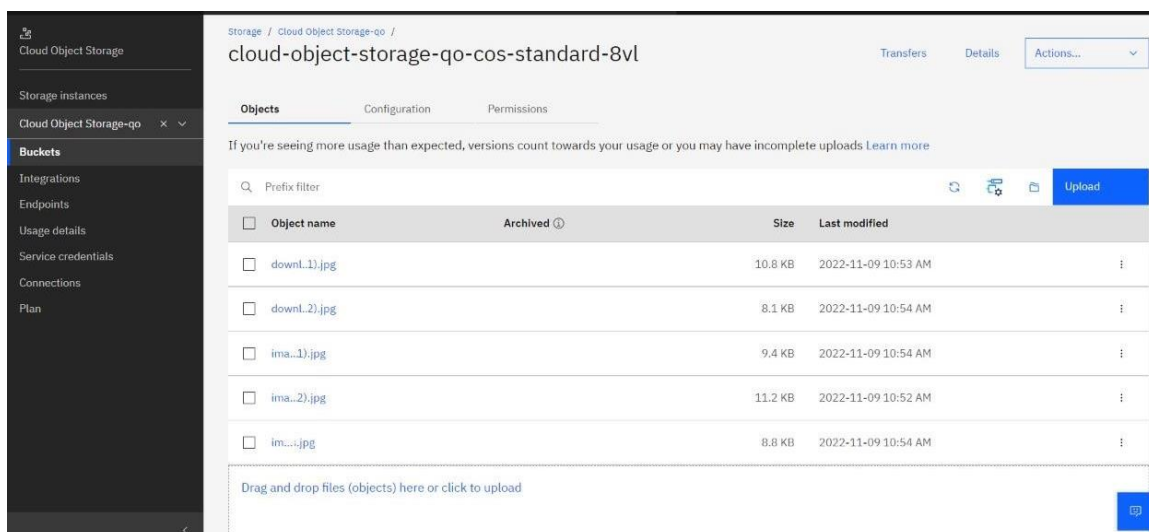 Cloud Object Storage
Storage instances
Cloud Object Storage-qo
Buckets
Integrations
Endpoints
Usage details
Service credentials
Connections
Plan
Storage / Cloud Object Storage-qo /
cloud-object-storage-qo-cos-standard-8vl
Transfers Details Actions...
Objects Configuration Permissions
If you're seeing more usage than expected, versions count towards your usage or you may have incomplete uploads Learn more
Prefix filter Upload
Object name Archived Size Last modified
downl..1).jpg 10.8 KB 2022-11-09 10:53 AM
downl..2).jpg 8.1 KB 2022-11-09 10:54 AM
ima..1).jpg 9.4 KB 2022-11-09 10:54 AM
ima..2).jpg 11.2 KB 2022-11-09 10:52 AM
8.8 KB 2022-11-09 10:54 AM
Drag and drop files (objects) here or click to upload